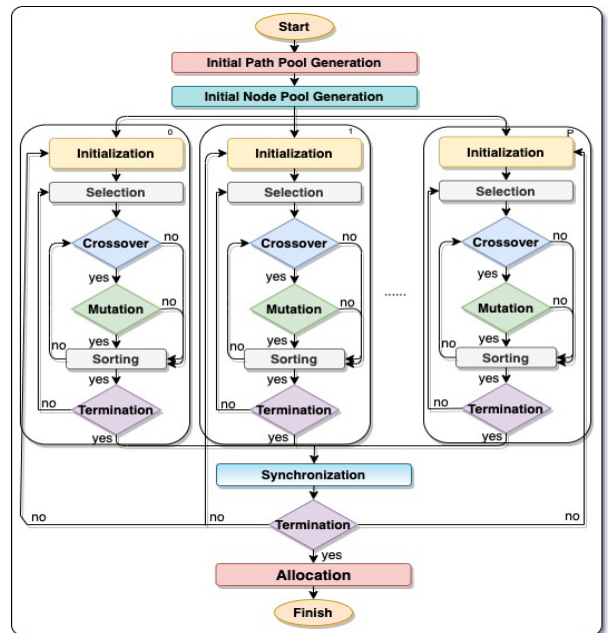 Start
Initial Path Pool Generation
Initial Node Pool Generation
0
Initialization
Selection
Crossover
no
yes
Mutation
no
yes
no
Sorting
yes
no
Termination
yes
1
Initialization
Selection
Crossover
no
yes
Mutation
no
yes
no
Sorting
yes
no
Termination
yes
......
P
Initialization
Selection
Crossover
no
yes
Mutation
no
yes
no
Sorting
yes
no
Termination
yes
Synchronization
no
no
Termination
no
yes
Allocation
Finish